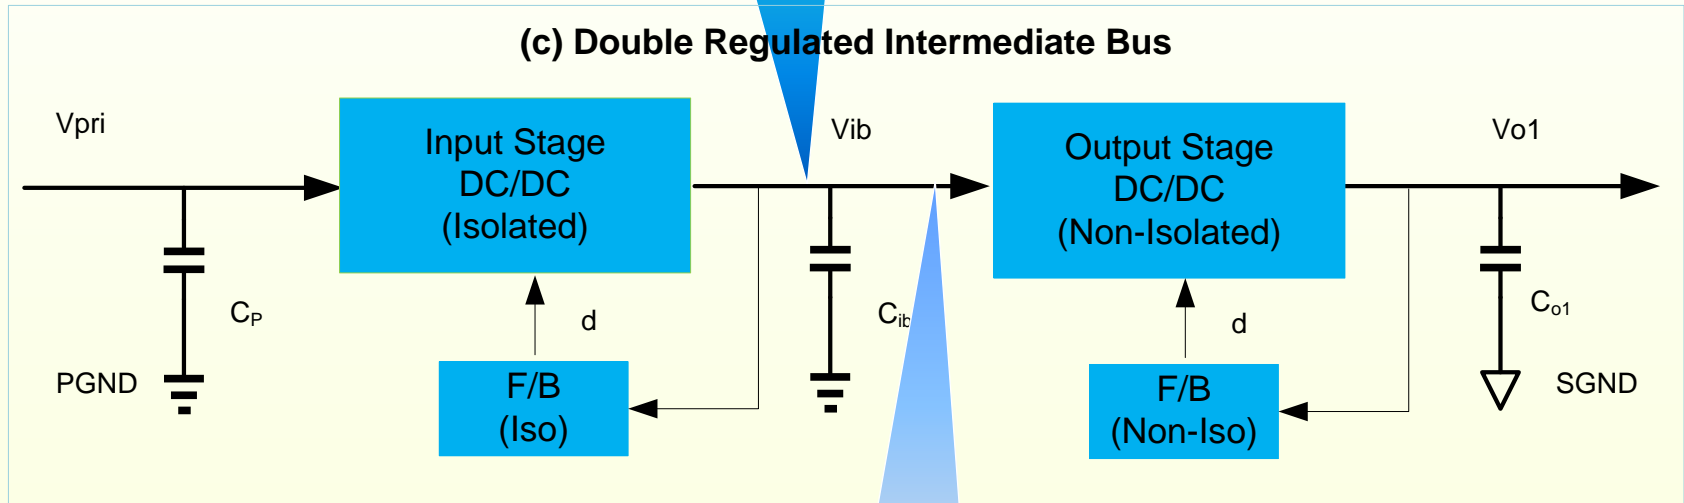 (c) Double Regulated Intermediate Bus
Vpri
Input Stage
DC/DC
(Isolated)
Vib
Output Stage
DC/DC
(Non-Isolated)
Vo1
CP
d
Cib
d
Co1
PGND
F/B
(Iso)
F/B
(Non-Iso)
SGND